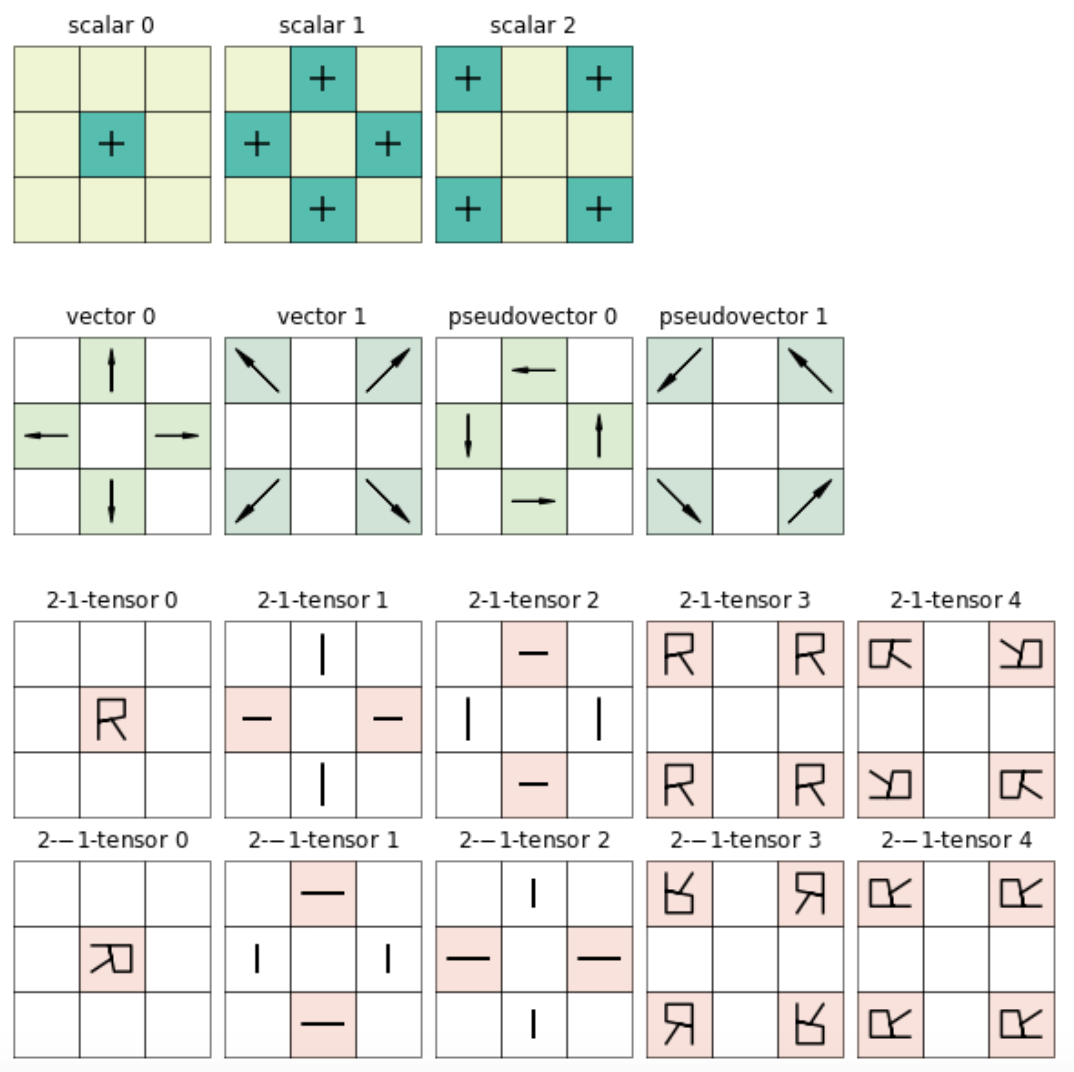 scalar 0 scalar 1 scalar 2
+ + +
+ + +
+ + +
vector 0 vector 1 pseudovector 0 pseudovector 1
2-1-tensor 0 2-1-tensor 1 2-1-tensor 2 2-1-tensor 3 2-1-tensor 4
R R R R
R
R R R R
2-−1-tensor 0 2-−1-tensor 1 2-−1-tensor 2 2-−1-tensor 3 2-−1-tensor 4
R R R R
R
R R R R